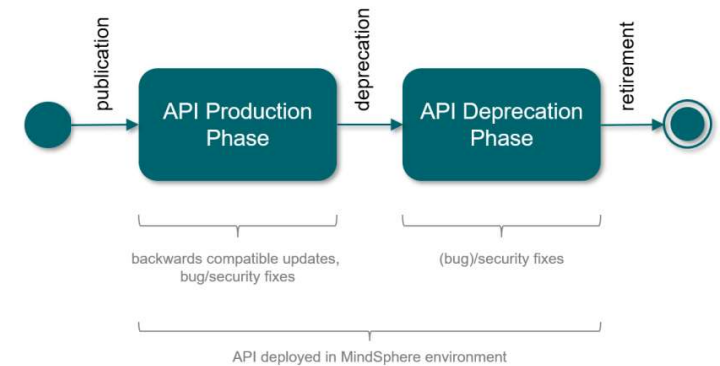 publication
API Production
Phase
deprecation
API Deprecation
Phase
retirement
backwards compatible updates,
bug/security fixes
(bug)/security fixes
API deployed in MindSphere environment